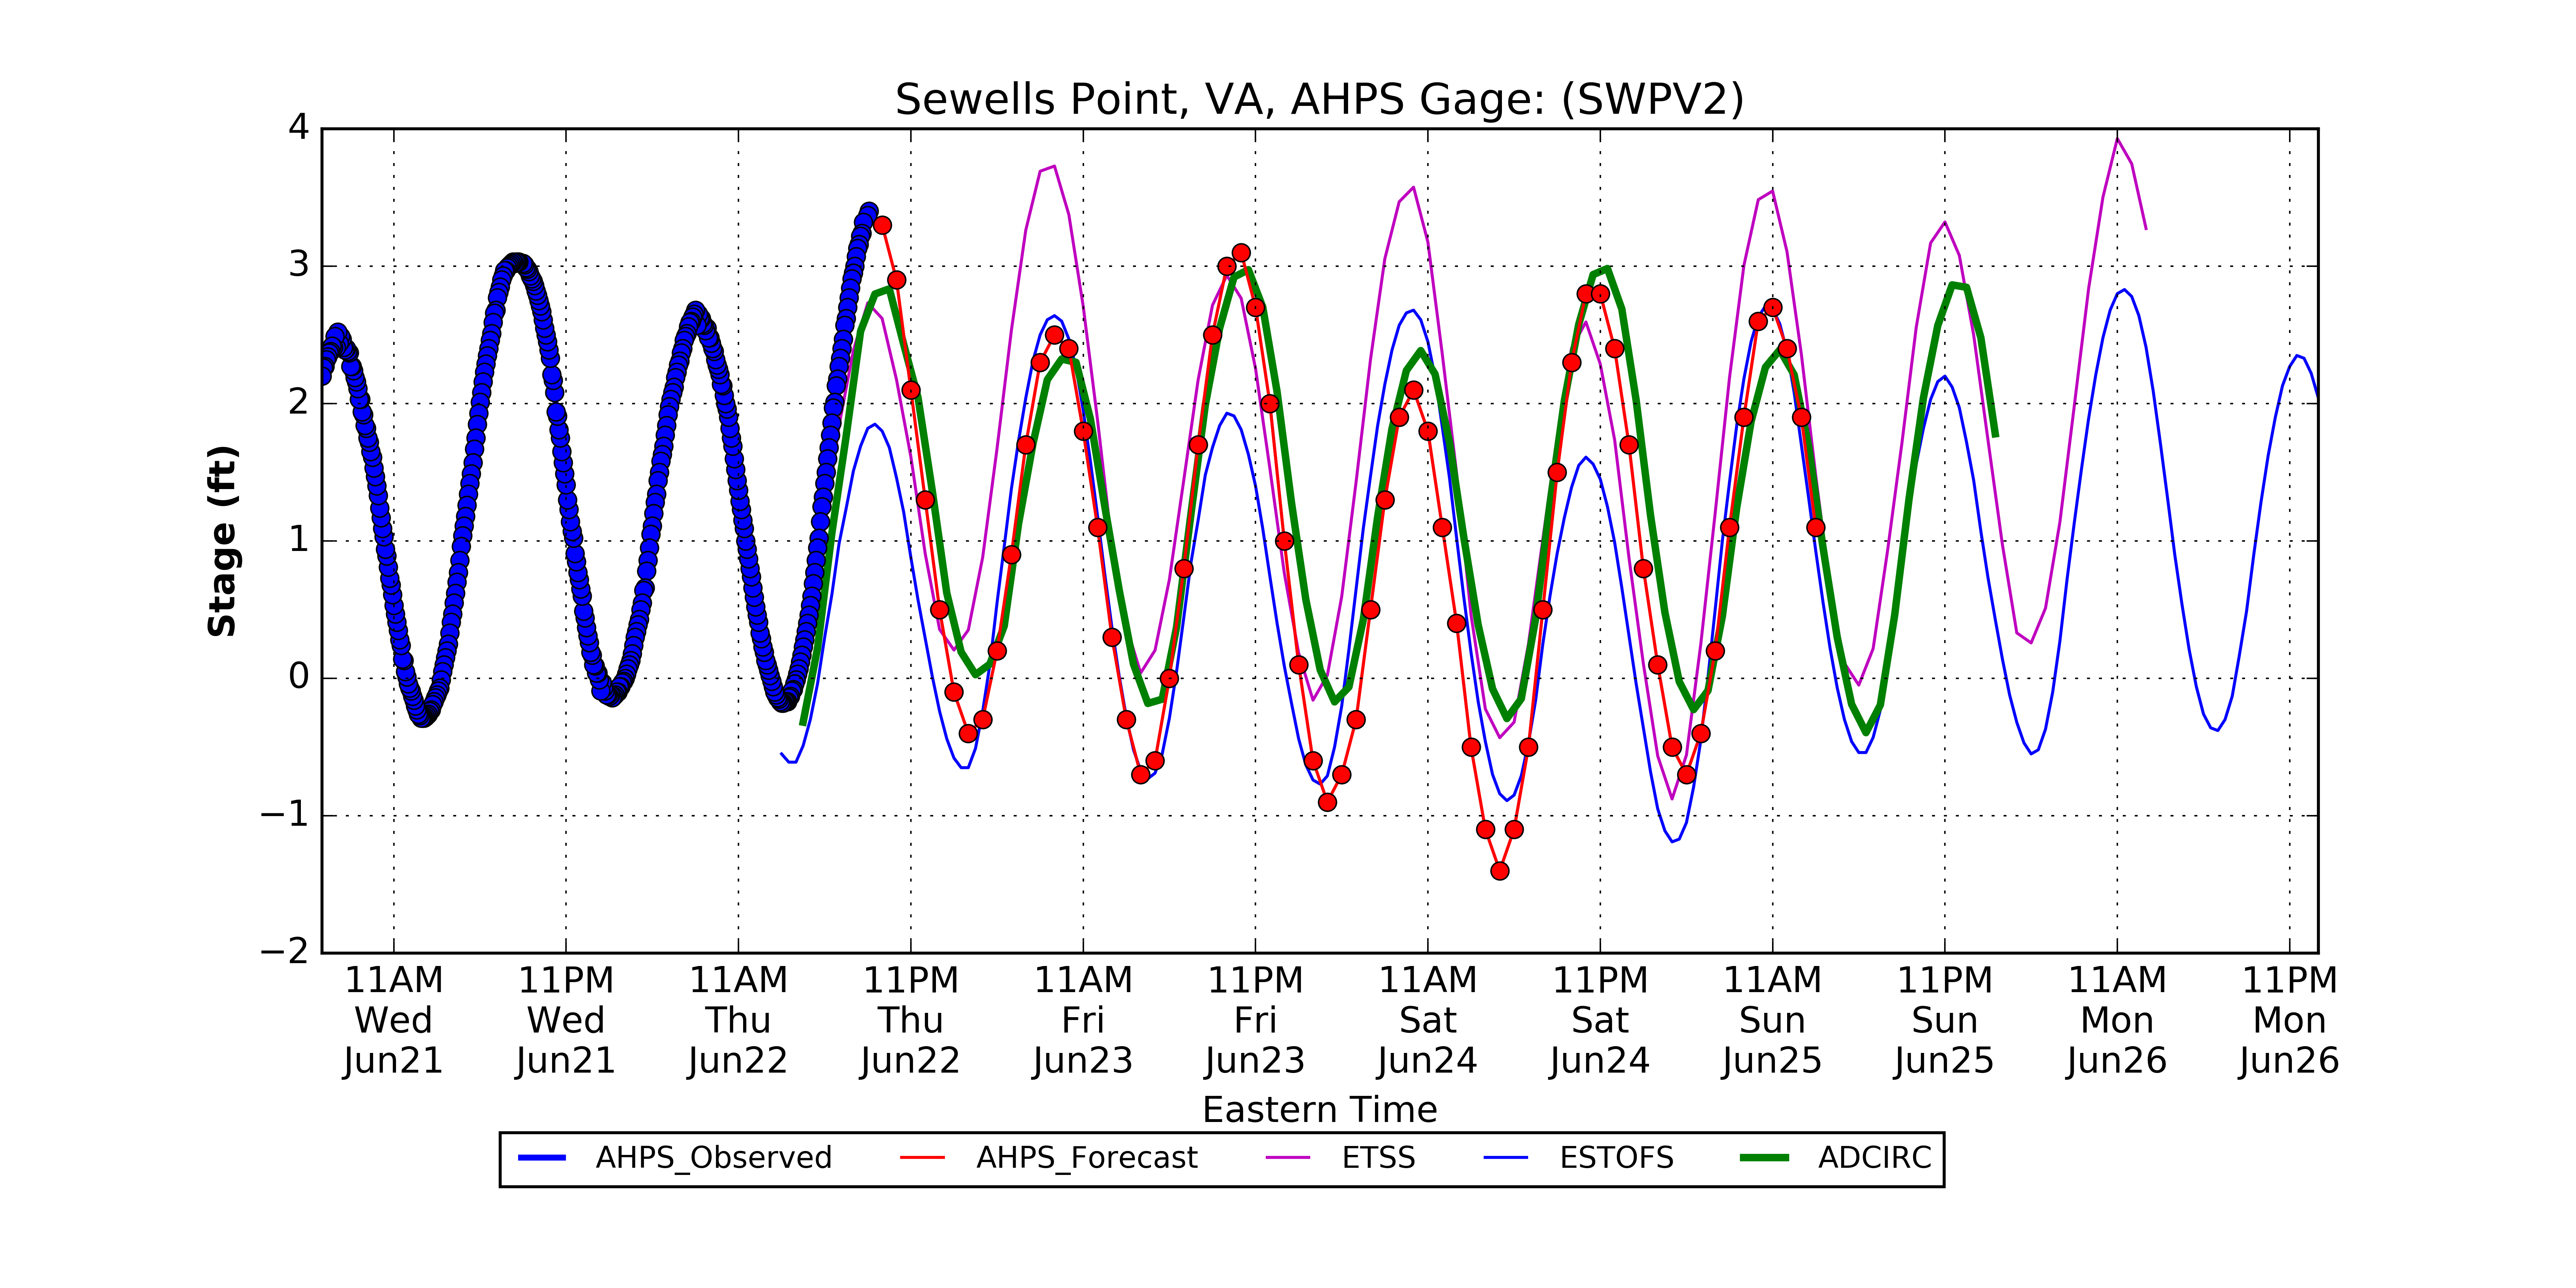 Sewells Point, VA, AHPS Gage: (SWPV2)
4
3
2
1
0
−1
−2
Stage (ft)
11AM 11PM 11AM 11PM 11AM 11PM 11AM 11PM 11AM 11PM 11AM 11PM
Wed Wed Thu Thu Fri Fri Sat Sat Sun Sun Mon Mon
Jun21 Jun21 Jun22 Jun22 Jun23 Jun23 Jun24 Jun24 Jun25 Jun25 Jun26 Jun26
Eastern Time
AHPS_Observed AHPS_Forecast ETSS ESTOFS ADCIRC